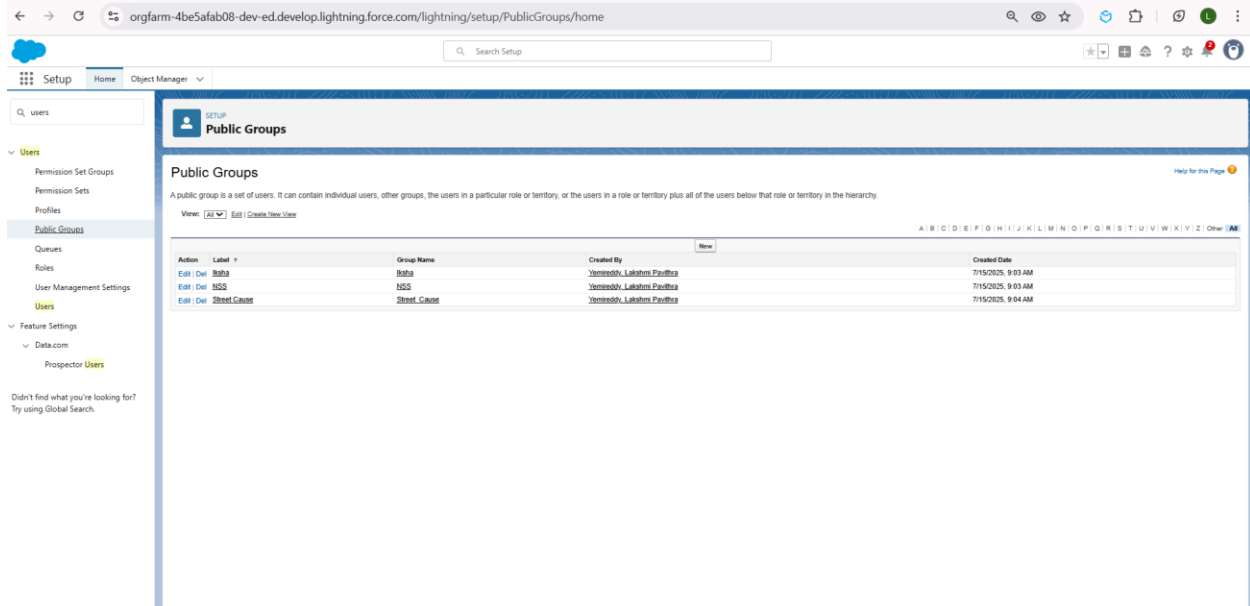 orgfarm-4be5afab08-dev-ed.develop.lightning.force.com/lightning/setup/PublicGroups/home
L
Search Setup
2
Setup Home Object Manager
users
SETUP
Public Groups
Users
Permission Set Groups
Permission Sets
Profiles
Public Groups
Queues
Roles
User Management Settings
Users
Feature Settings
Data.com
Prospector Users
Didn't find what you're looking for?
Try using Global Search.
Public Groups
Help for this Page ?
A public group is a set of users. It can contain individual users, other groups, the users in a particular role or territory, or the users in a role or territory plus all of the users below that role or territory in the hierarchy.
View: All Edit | Create New View
A | B | C | D | E | F | G | H | I | J | K | L | M | N | O | P | Q | R | S | T | U | V | W | X | Y | Z | Other All
New
Action Label Group Name Created By Created Date
Edit | Del Iksha Iksha Yemireddy, Lakshmi Pavithra 7/15/2025, 9:03 AM
Edit | Del NSS NSS Yemireddy, Lakshmi Pavithra 7/15/2025, 9:03 AM
Edit | Del Street Cause Street_Cause Yemireddy, Lakshmi Pavithra 7/15/2025, 9:04 AM